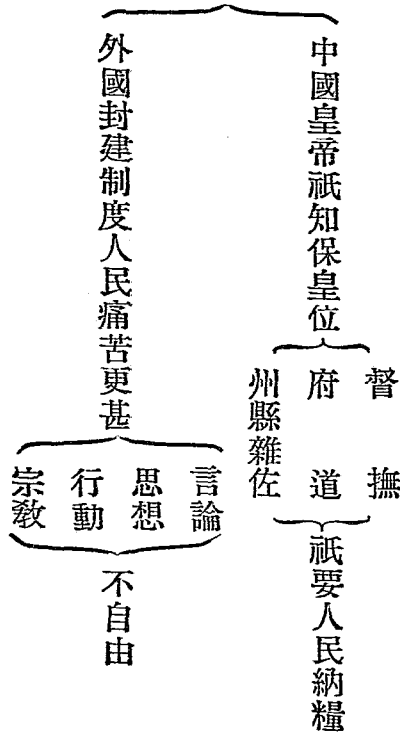 中國皇帝祇知保皇位
督撫
府道
州縣雜佐
祇要人民納糧
外國封建制度人民痛苦更甚
言論
思想
行動
宗教
不自由